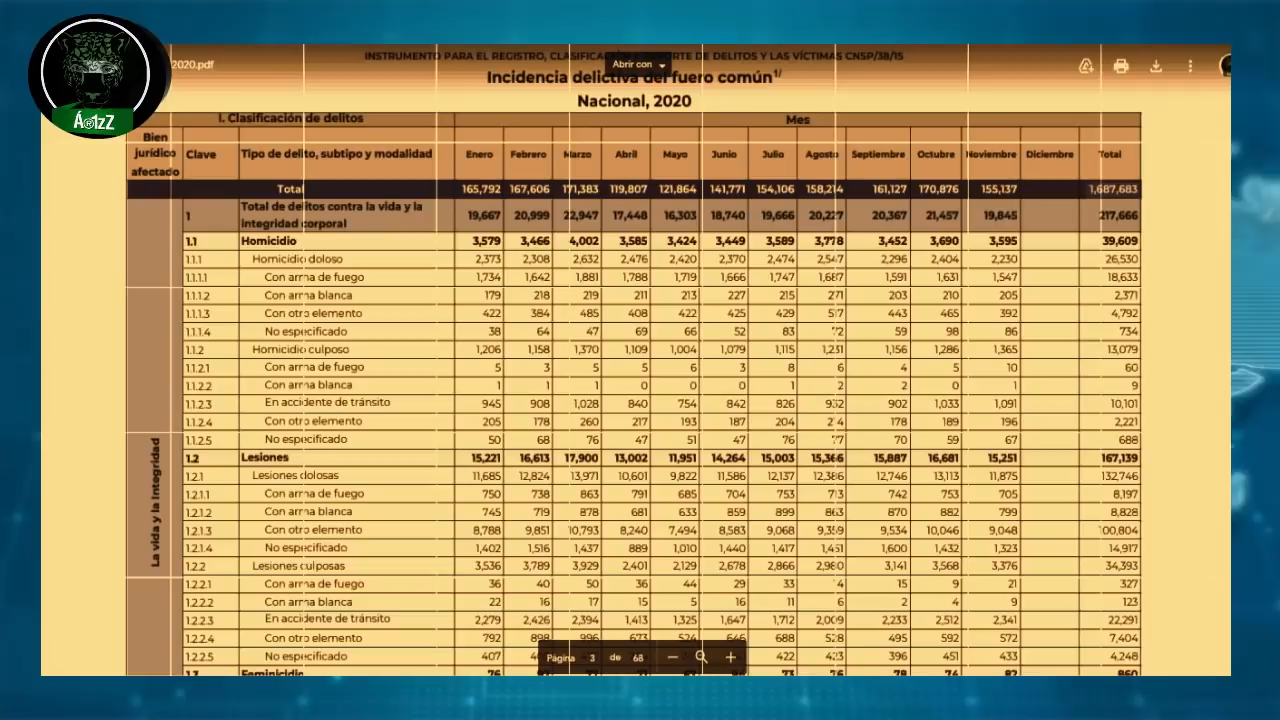 INSTRUMENTO PARA EL REGISTRO, CLASIFICACIÓN Y REPORTE DE DELITOS Y LAS VÍCTIMAS CNSP/38/15
2020.pdf
Abrir con
Incidencia delictiva del fuero común1/
Nacional, 2020
Á®1zZ
I. Clasificación de delitos Mes
Bien jurídico afectado Clave Tipo de delito, subtipo y modalidad Enero Febrero Marzo Abril Mayo Junio Julio Agosto Septiembre Octubre Noviembre Diciembre Total
Total 165,792 167,606 171,383 119,807 121,864 141,771 154,106 158,214 161,127 170,876 155,137 1,687,683
1 Total de delitos contra la vida y la integridad corporal 19,667 20,999 22,947 17,448 16,303 18,740 19,666 20,227 20,367 21,457 19,845 217,666
1.1 Homicidio 3,579 3,466 4,002 3,585 3,424 3,449 3,589 3,778 3,452 3,690 3,595 39,609
1.1.1 Homicidio doloso 2,373 2,308 2,632 2,476 2,420 2,370 2,474 2,547 2,296 2,404 2,230 26,530
1.1.1.1 Con arma de fuego 1,734 1,642 1,881 1,788 1,719 1,666 1,747 1,687 1,591 1,631 1,547 18,633
1.1.1.2 Con arma blanca 179 218 219 211 213 227 215 271 203 210 205 2,371
1.1.1.3 Con otro elemento 422 384 485 408 422 425 429 517 443 465 392 4,792
1.1.1.4 No especificado 38 64 47 69 66 52 83 72 59 98 86 734
1.1.2 Homicidio culposo 1,206 1,158 1,370 1,109 1,004 1,079 1,115 1,231 1,156 1,286 1,365 13,079
1.1.2.1 Con arma de fuego 5 3 5 5 6 3 8 6 4 5 10 60
1.1.2.2 Con arma blanca 1 1 1 0 0 0 1 2 2 0 1 9
1.1.2.3 En accidente de tránsito 945 908 1,028 840 754 842 826 932 902 1,033 1,091 10,101
1.1.2.4 Con otro elemento 205 178 260 217 193 187 204 214 178 189 196 2,221
1.1.2.5 No especificado 50 68 76 47 51 47 76 77 70 59 67 688
La vida y la Integridad
1.2 Lesiones 15,221 16,613 17,900 13,002 11,951 14,264 15,003 15,366 15,887 16,681 15,251 167,139
1.2.1 Lesiones dolosas 11,685 12,824 13,971 10,601 9,822 11,586 12,137 12,386 12,746 13,113 11,875 132,746
1.2.1.1 Con arma de fuego 750 738 863 791 685 704 753 713 742 753 705 8,197
1.2.1.2 Con arma blanca 745 719 878 681 633 859 899 863 870 882 799 8,828
1.2.1.3 Con otro elemento 8,788 9,851 10,793 8,240 7,494 8,583 9,068 9,359 9,534 10,046 9,048 100,804
1.2.1.4 No especificado 1,402 1,516 1,437 889 1,010 1,440 1,417 1,451 1,600 1,432 1,323 14,917
1.2.2 Lesiones culposas 3,536 3,789 3,929 2,401 2,129 2,678 2,866 2,980 3,141 3,568 3,376 34,393
1.2.2.1 Con arma de fuego 36 40 50 36 44 29 33 15 9 21 327
1.2.2.2 Con arma blanca 22 16 17 15 5 16 11 6 2 4 9 123
1.2.2.3 En accidente de tránsito 2,279 2,426 2,394 1,413 1,325 1,647 1,712 2,009 2,233 2,512 2,341 22,291
1.2.2.4 Con otro elemento 792 898 996 673 524 646 688 528 495 592 572 7,404
1.2.2.5 No especificado 407 422 423 396 451 433 4,248
1.3 Feminicidio 76 73 76 78 74 82 860
Página 3 de 68